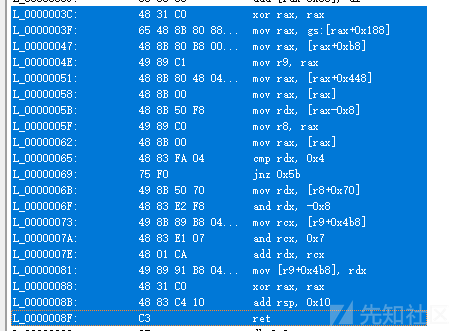 L_0000003C: 48 31 C0 xor rax, rax
L_0000003F: 65 48 8B 80 88... mov rax, gs:[rax+0x188]
L_00000047: 48 8B 80 B8 00... mov rax, [rax+0xb8]
L_0000004E: 49 89 C1 mov r9, rax
L_00000051: 48 8B 80 48 04... mov rax, [rax+0x448]
L_00000058: 48 8B 00 mov rax, [rax]
L_0000005B: 48 8B 50 F8 mov rdx, [rax-0x8]
L_0000005F: 49 89 C0 mov r8, rax
L_00000062: 48 8B 00 mov rax, [rax]
L_00000065: 48 83 FA 04 cmp rdx, 0x4
L_00000069: 75 F0 jnz 0x5b
L_0000006B: 49 8B 50 70 mov rdx, [r8+0x70]
L_0000006F: 48 83 E2 F8 and rdx, -0x8
L_00000073: 49 8B 89 B8 04... mov rcx, [r9+0x4b8]
L_0000007A: 48 83 E1 07 and rcx, 0x7
L_0000007E: 48 01 CA add rdx, rcx
L_00000081: 49 89 91 B8 04... mov [r9+0x4b8], rdx
L_00000088: 48 31 C0 xor rax, rax
L_0000008B: 48 83 C4 10 add rsp, 0x10
L_0000008F: C3 ret
先知社区